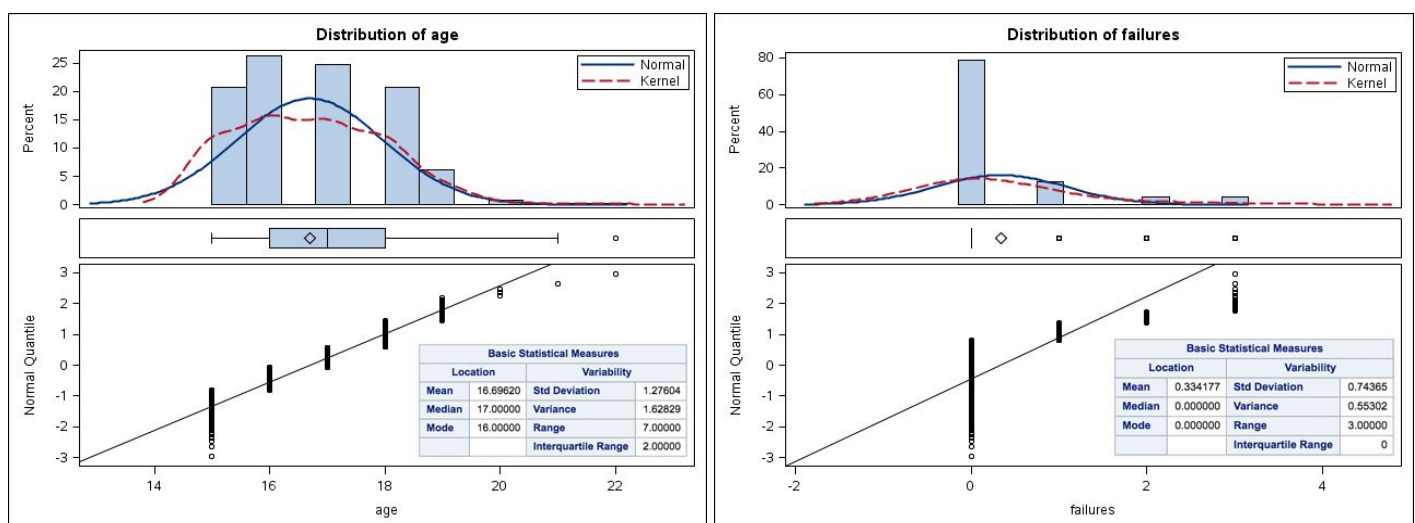 Distribution of age
Normal
Kernel
Percent
25
20
15
10
5
0
Normal Quantile
3
2
1
0
-1
-2
-3
Basic Statistical Measures
Location Variability
Mean 16.69620 Std Deviation 1.27604
Median 17.00000 Variance 1.62829
Mode 16.00000 Range 7.00000
Interquartile Range 2.00000
14 16 18 20 22
age
Distribution of failures
Normal
Kernel
Percent
80
60
40
20
0
Normal Quantile
3
2
1
0
-1
-2
-3
Basic Statistical Measures
Location Variability
Mean 0.334177 Std Deviation 0.74365
Median 0.000000 Variance 0.55302
Mode 0.000000 Range 3.00000
Interquartile Range 0
-2 0 2 4
failures